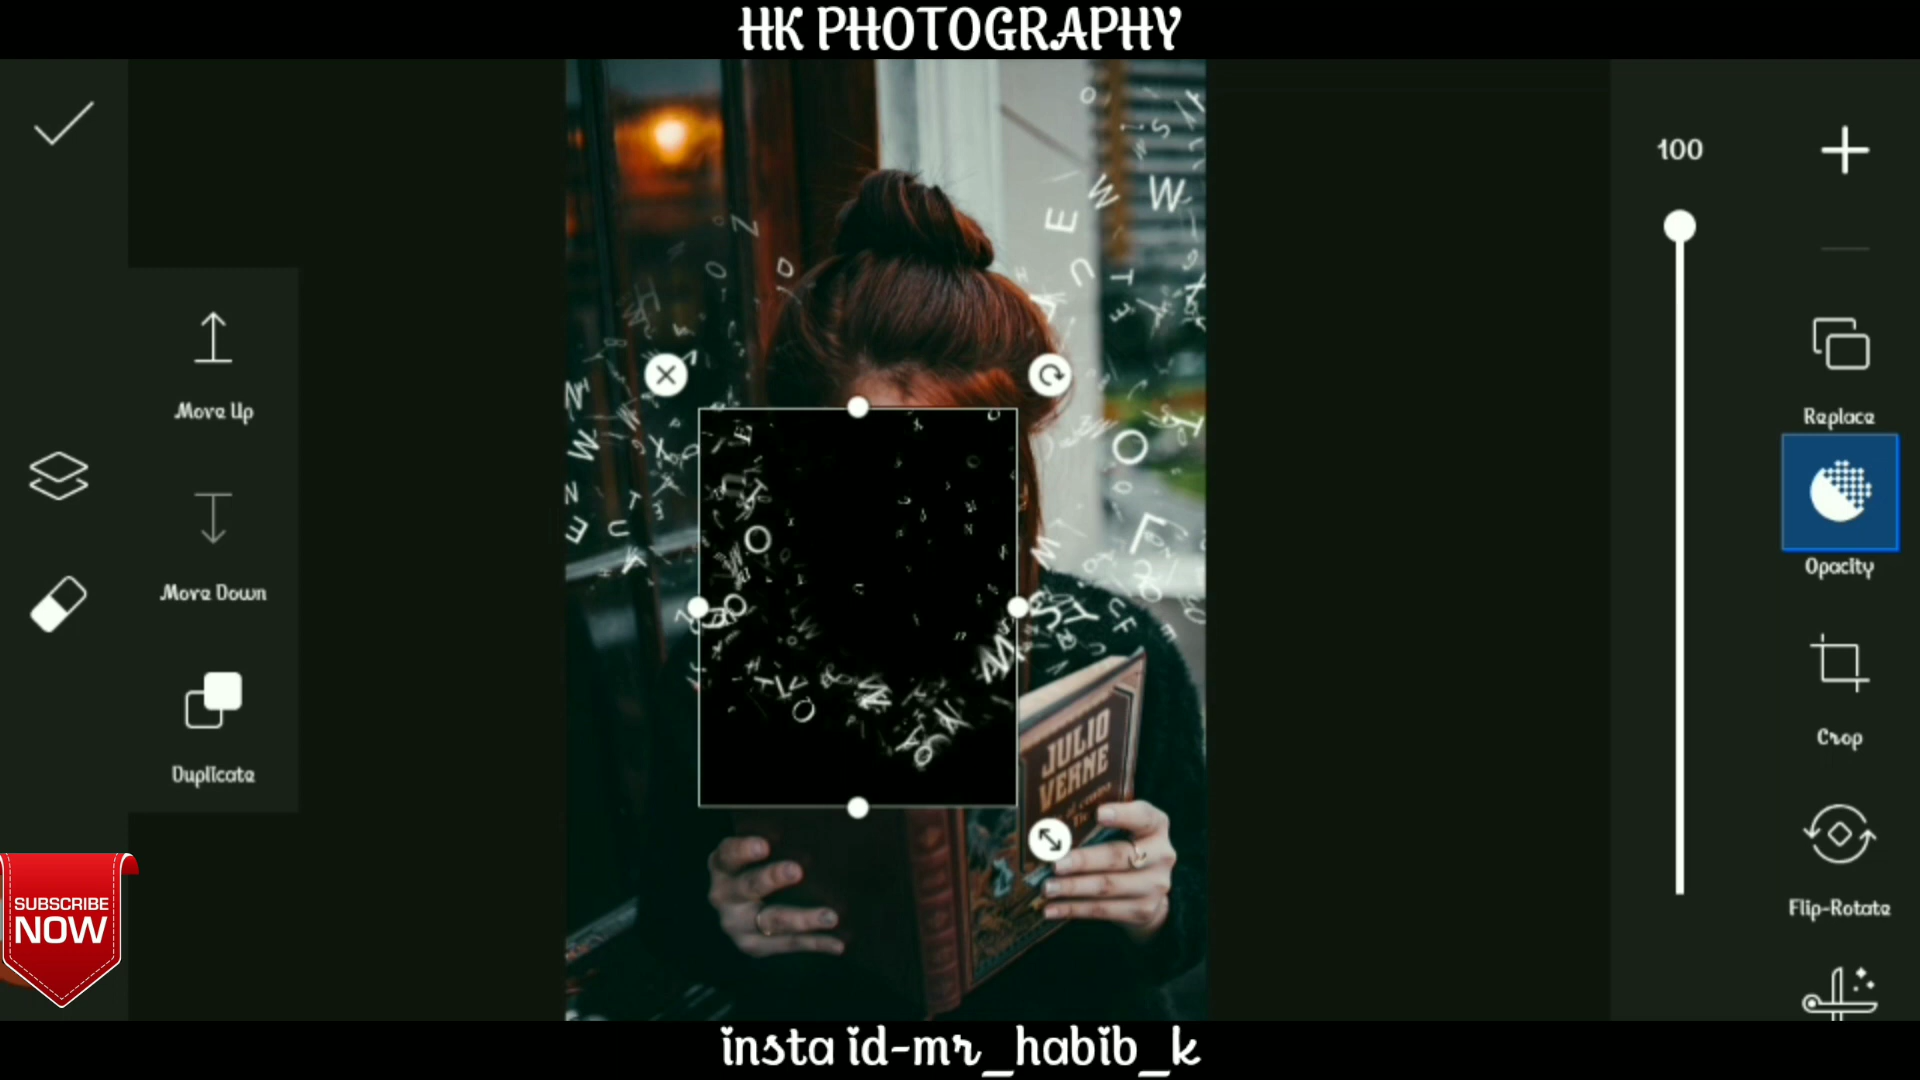 HK PHOTOGRAPHY
100
Move Up
Replace
Move Down
Opacity
JULIO
VERNE
Crop
Duplicate
Flip-Rotate
SUBSCRIBE
NOW
insta id-mr_habib_k